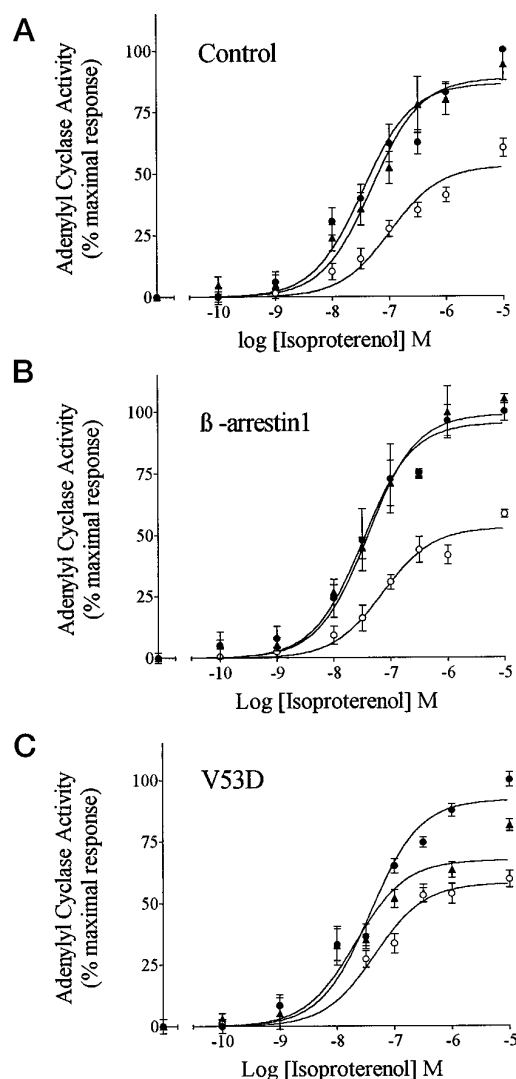 A
Control
Adenylyl Cyclase Activity
(% maximal response)
100
75
50
25
0
-10 -9 -8 -7 -6 -5
log [Isoproterenol] M
B
ß -arrestin1
Adenylyl Cyclase Activity
(% maximal response)
100
75
50
25
0
-10 -9 -8 -7 -6 -5
Log [Isoproterenol] M
C
V53D
Adenylyl Cyclase Activity
(% maximal response)
100
75
50
25
0
-10 -9 -8 -7 -6 -5
Log [Isoproterenol] M